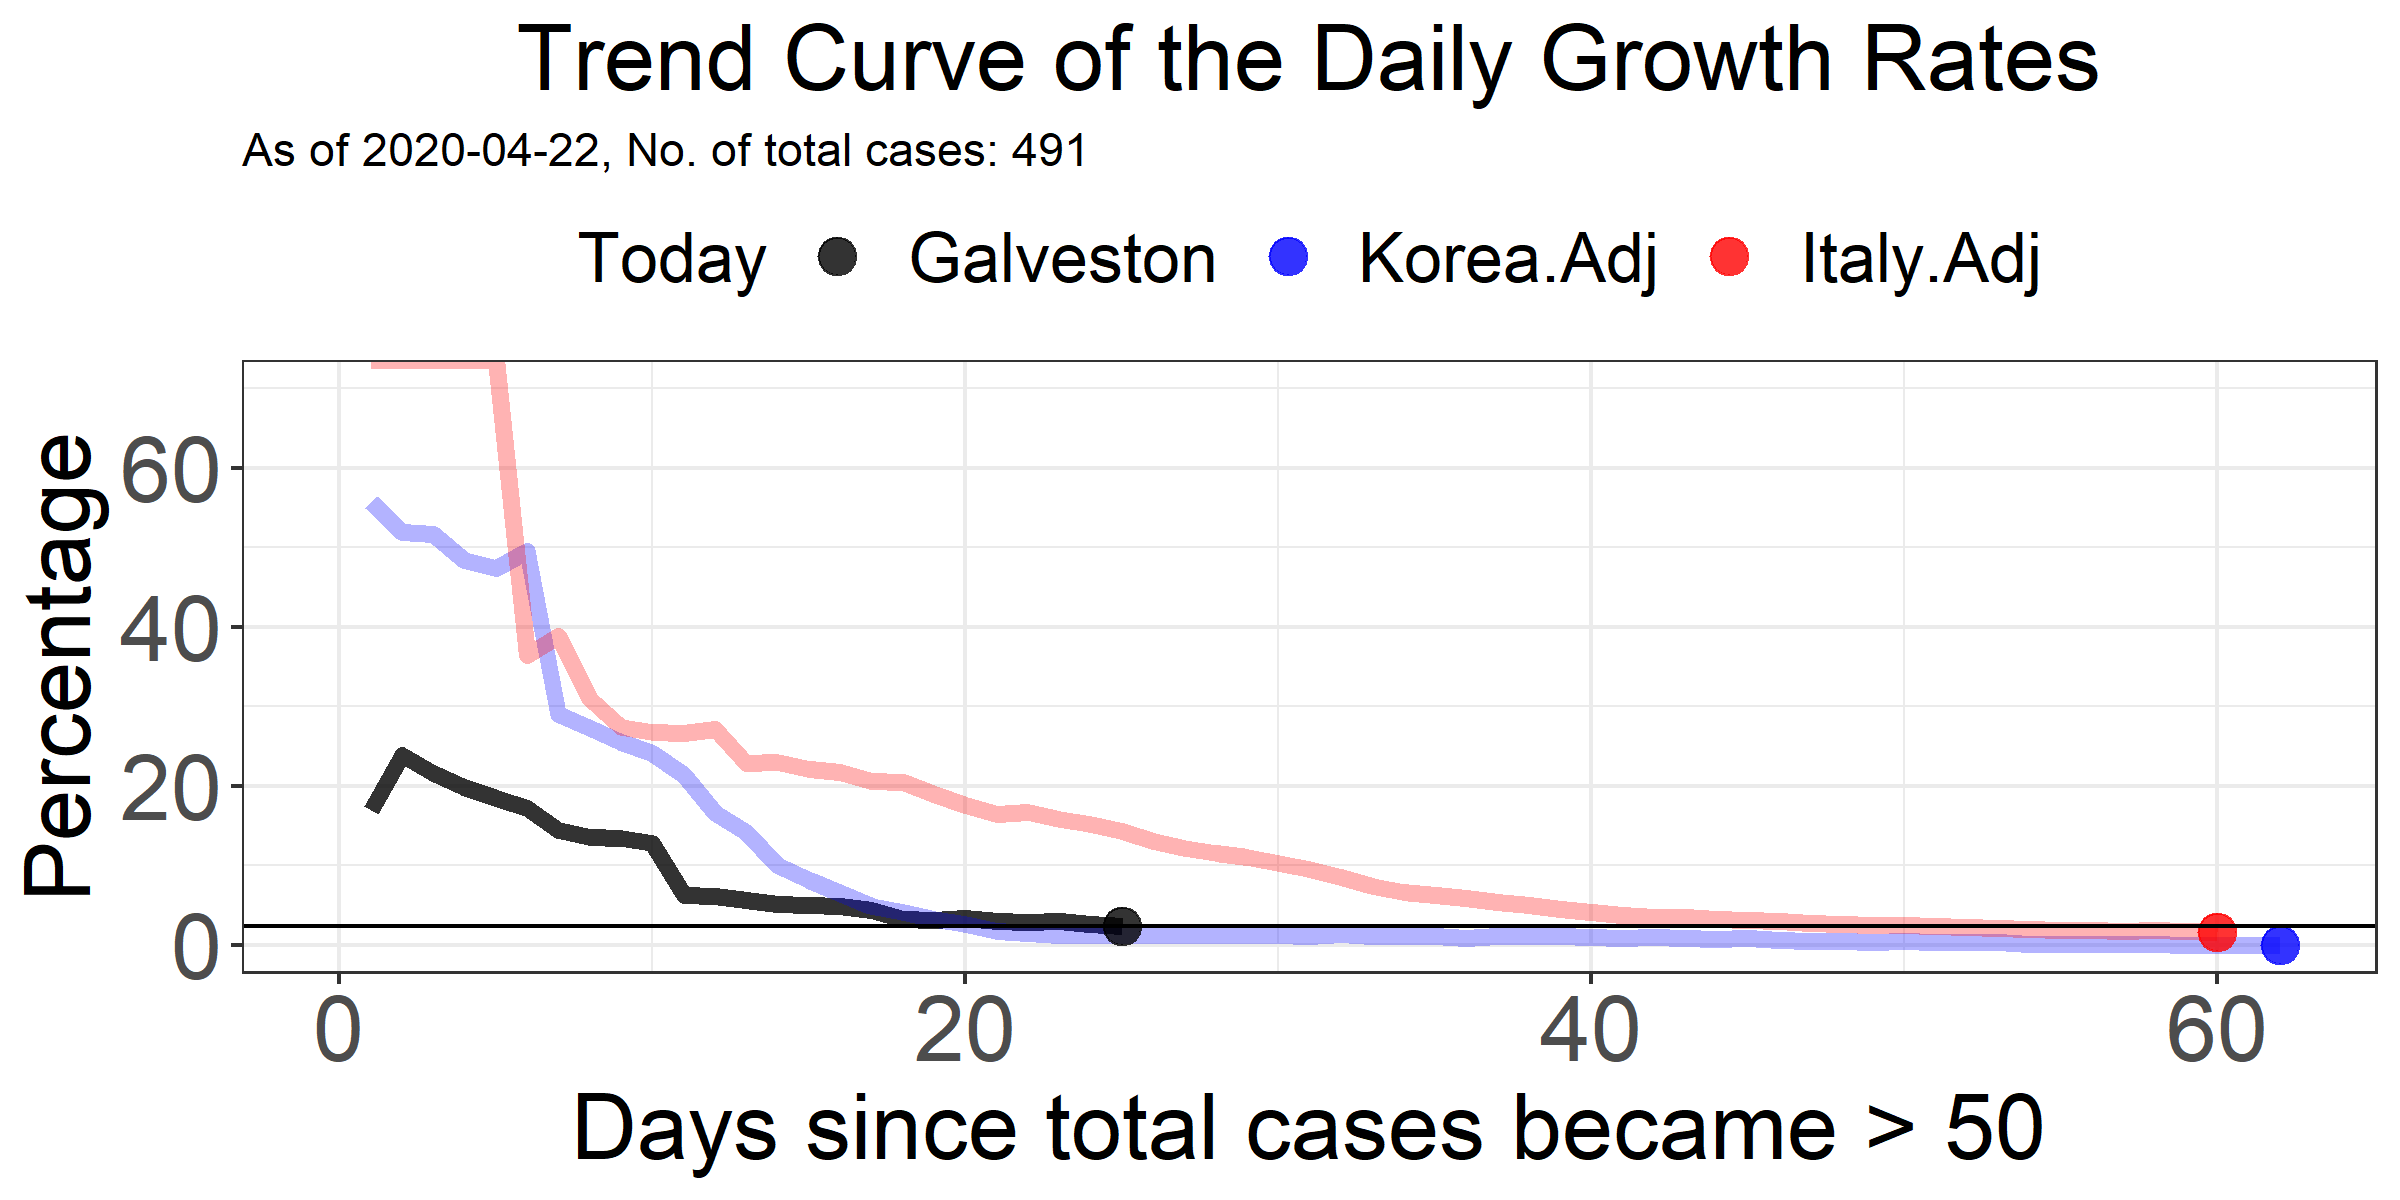 Trend Curve of the Daily Growth Rates
As of 2020-04-22, No. of total cases: 491
Today Galveston Korea.Adj Italy.Adj
Percentage
60
40
20
0
0 20 40 60
Days since total cases became > 50